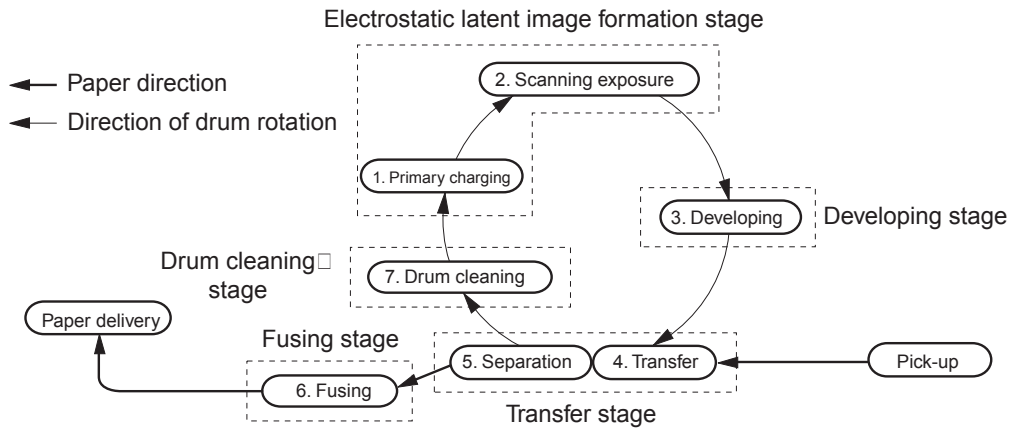 Electrostatic latent image formation stage
Paper direction
Direction of drum rotation
2. Scanning exposure
1. Primary charging
3. Developing
Developing stage
Drum cleaning□
stage
7. Drum cleaning
Paper delivery
Fusing stage
5. Separation
4. Transfer
Pick-up
6. Fusing
Transfer stage